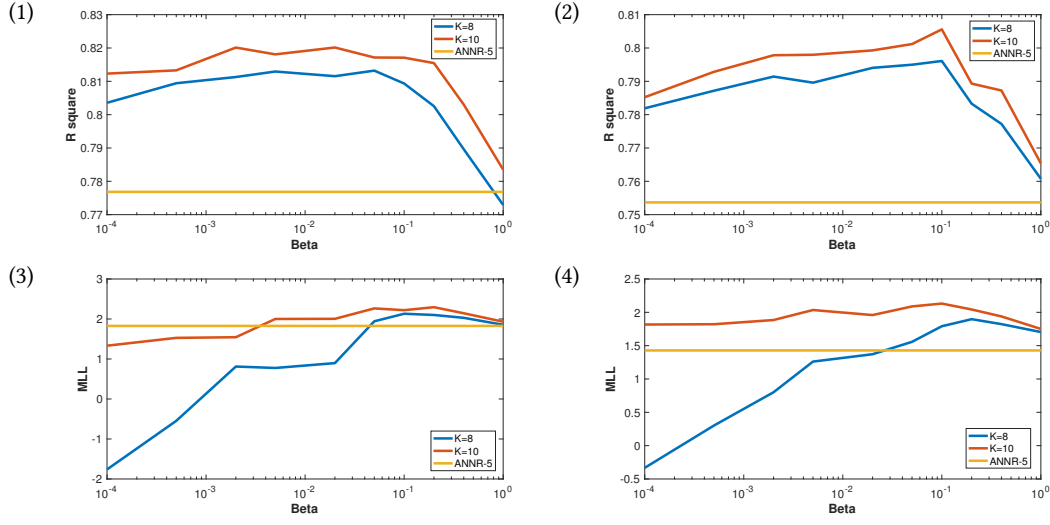 (1)
0.83
0.82
0.81
0.8
0.79
0.78
0.77
R square
K=8
K=10
ANNR-5
10^-4
10^-3
10^-2
10^-1
10^0
Beta
(2)
0.81
0.8
0.79
0.78
0.77
0.76
0.75
R square
K=8
K=10
ANNR-5
10^-4
10^-3
10^-2
10^-1
10^0
Beta
(3)
3
2
1
0
-1
-2
MLL
K=8
K=10
ANNR-5
10^-4
10^-3
10^-2
10^-1
10^0
Beta
(4)
2.5
2
1.5
1
0.5
0
-0.5
MLL
K=8
K=10
ANNR-5
10^-4
10^-3
10^-2
10^-1
10^0
Beta